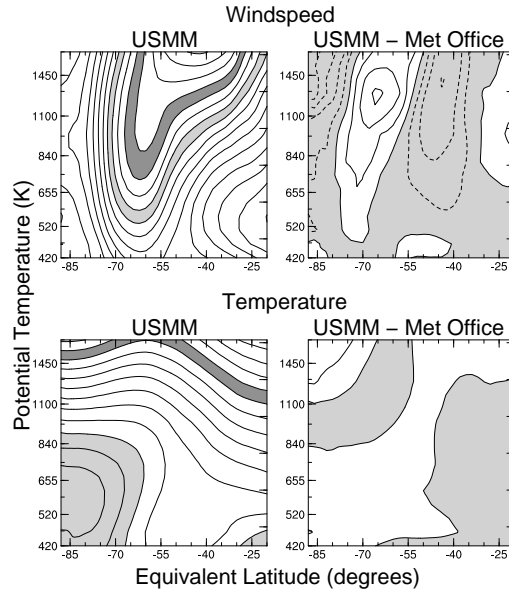 Windspeed
USMM
USMM − Met Office
1450
1100
840
655
520
420
-85 -70 -55 -40 -25
-85 -70 -55 -40 -25
Potential Temperature (K)
Temperature
USMM
USMM − Met Office
1450
1100
840
655
520
420
1450
1100
840
655
520
420
1450
1100
840
655
520
420
-85 -70 -55 -40 -25
-85 -70 -55 -40 -25
Equivalent Latitude (degrees)